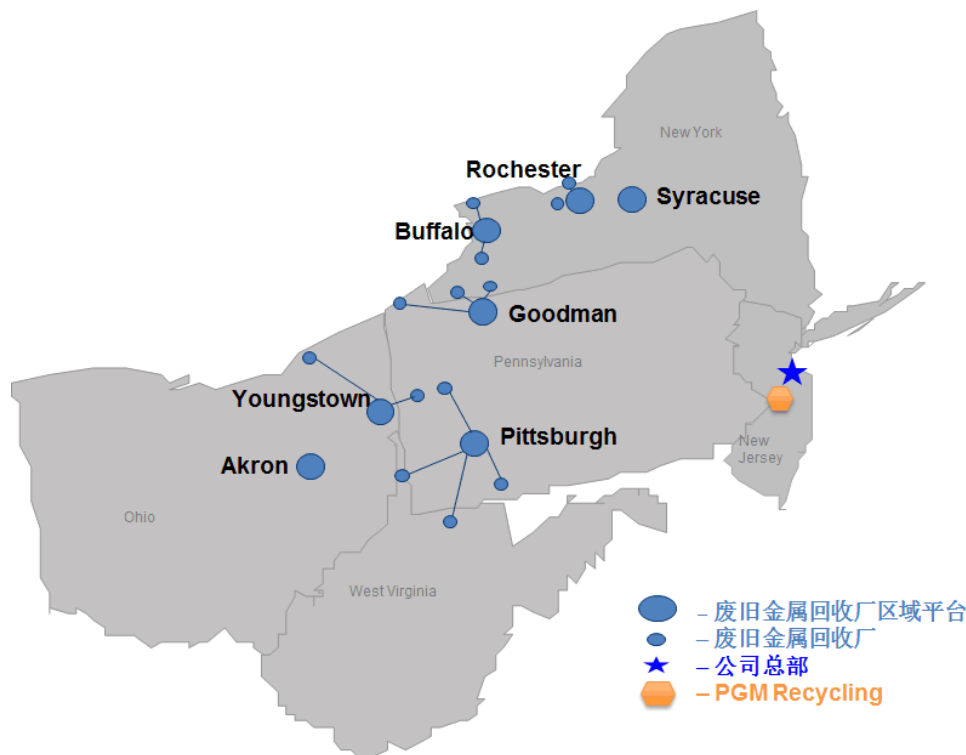 New York
Rochester
Syracuse
Buffalo
Goodman
Pennsylvania
Youngstown
Pittsburgh
New
Jersey
Akron
Ohio
West Virginia
– 废旧金属回收厂区域平台
– 废旧金属回收厂
– 公司总部
– PGM Recycling